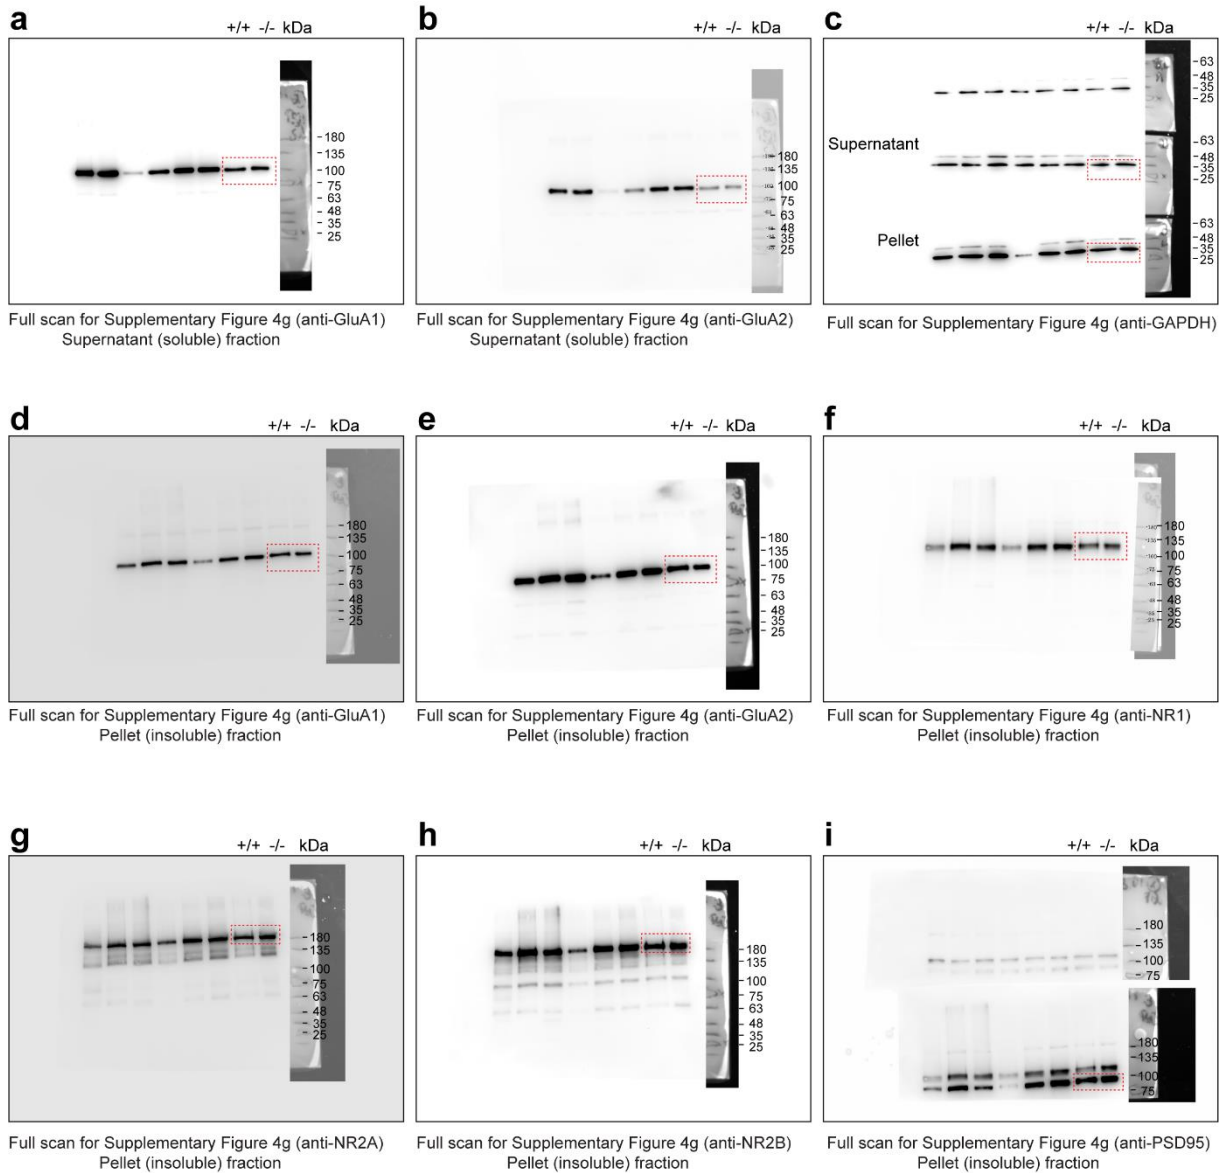 a
+/+ -/- kDa
180
135
100
75
63
48
35
25
Full scan for Supplementary Figure 4g (anti-GluA1)
Supernatant (soluble) fraction
b
+/+ -/- kDa
180
135
100
75
63
48
35
25
Full scan for Supplementary Figure 4g (anti-GluA2)
Supernatant (soluble) fraction
c
+/+ -/- kDa
63
48
35
25
Supernatant
63
48
35
25
Pellet
63
48
35
25
Full scan for Supplementary Figure 4g (anti-GAPDH)
d
+/+ -/- kDa
180
135
100
75
63
48
35
25
Full scan for Supplementary Figure 4g (anti-GluA1)
Pellet (insoluble) fraction
e
+/+ -/- kDa
180
135
100
75
63
48
35
25
Full scan for Supplementary Figure 4g (anti-GluA2)
Pellet (insoluble) fraction
f
+/+ -/- kDa
180
135
100
75
63
48
35
25
Full scan for Supplementary Figure 4g (anti-NR1)
Pellet (insoluble) fraction
g
+/+ -/- kDa
180
135
100
75
63
48
35
25
Full scan for Supplementary Figure 4g (anti-NR2A)
Pellet (insoluble) fraction
h
+/+ -/- kDa
180
135
100
75
63
48
35
25
Full scan for Supplementary Figure 4g (anti-NR2B)
Pellet (insoluble) fraction
i
+/+ -/- kDa
180
135
100
75
180
135
100
75
Full scan for Supplementary Figure 4g (anti-PSD95)
Pellet (insoluble) fraction